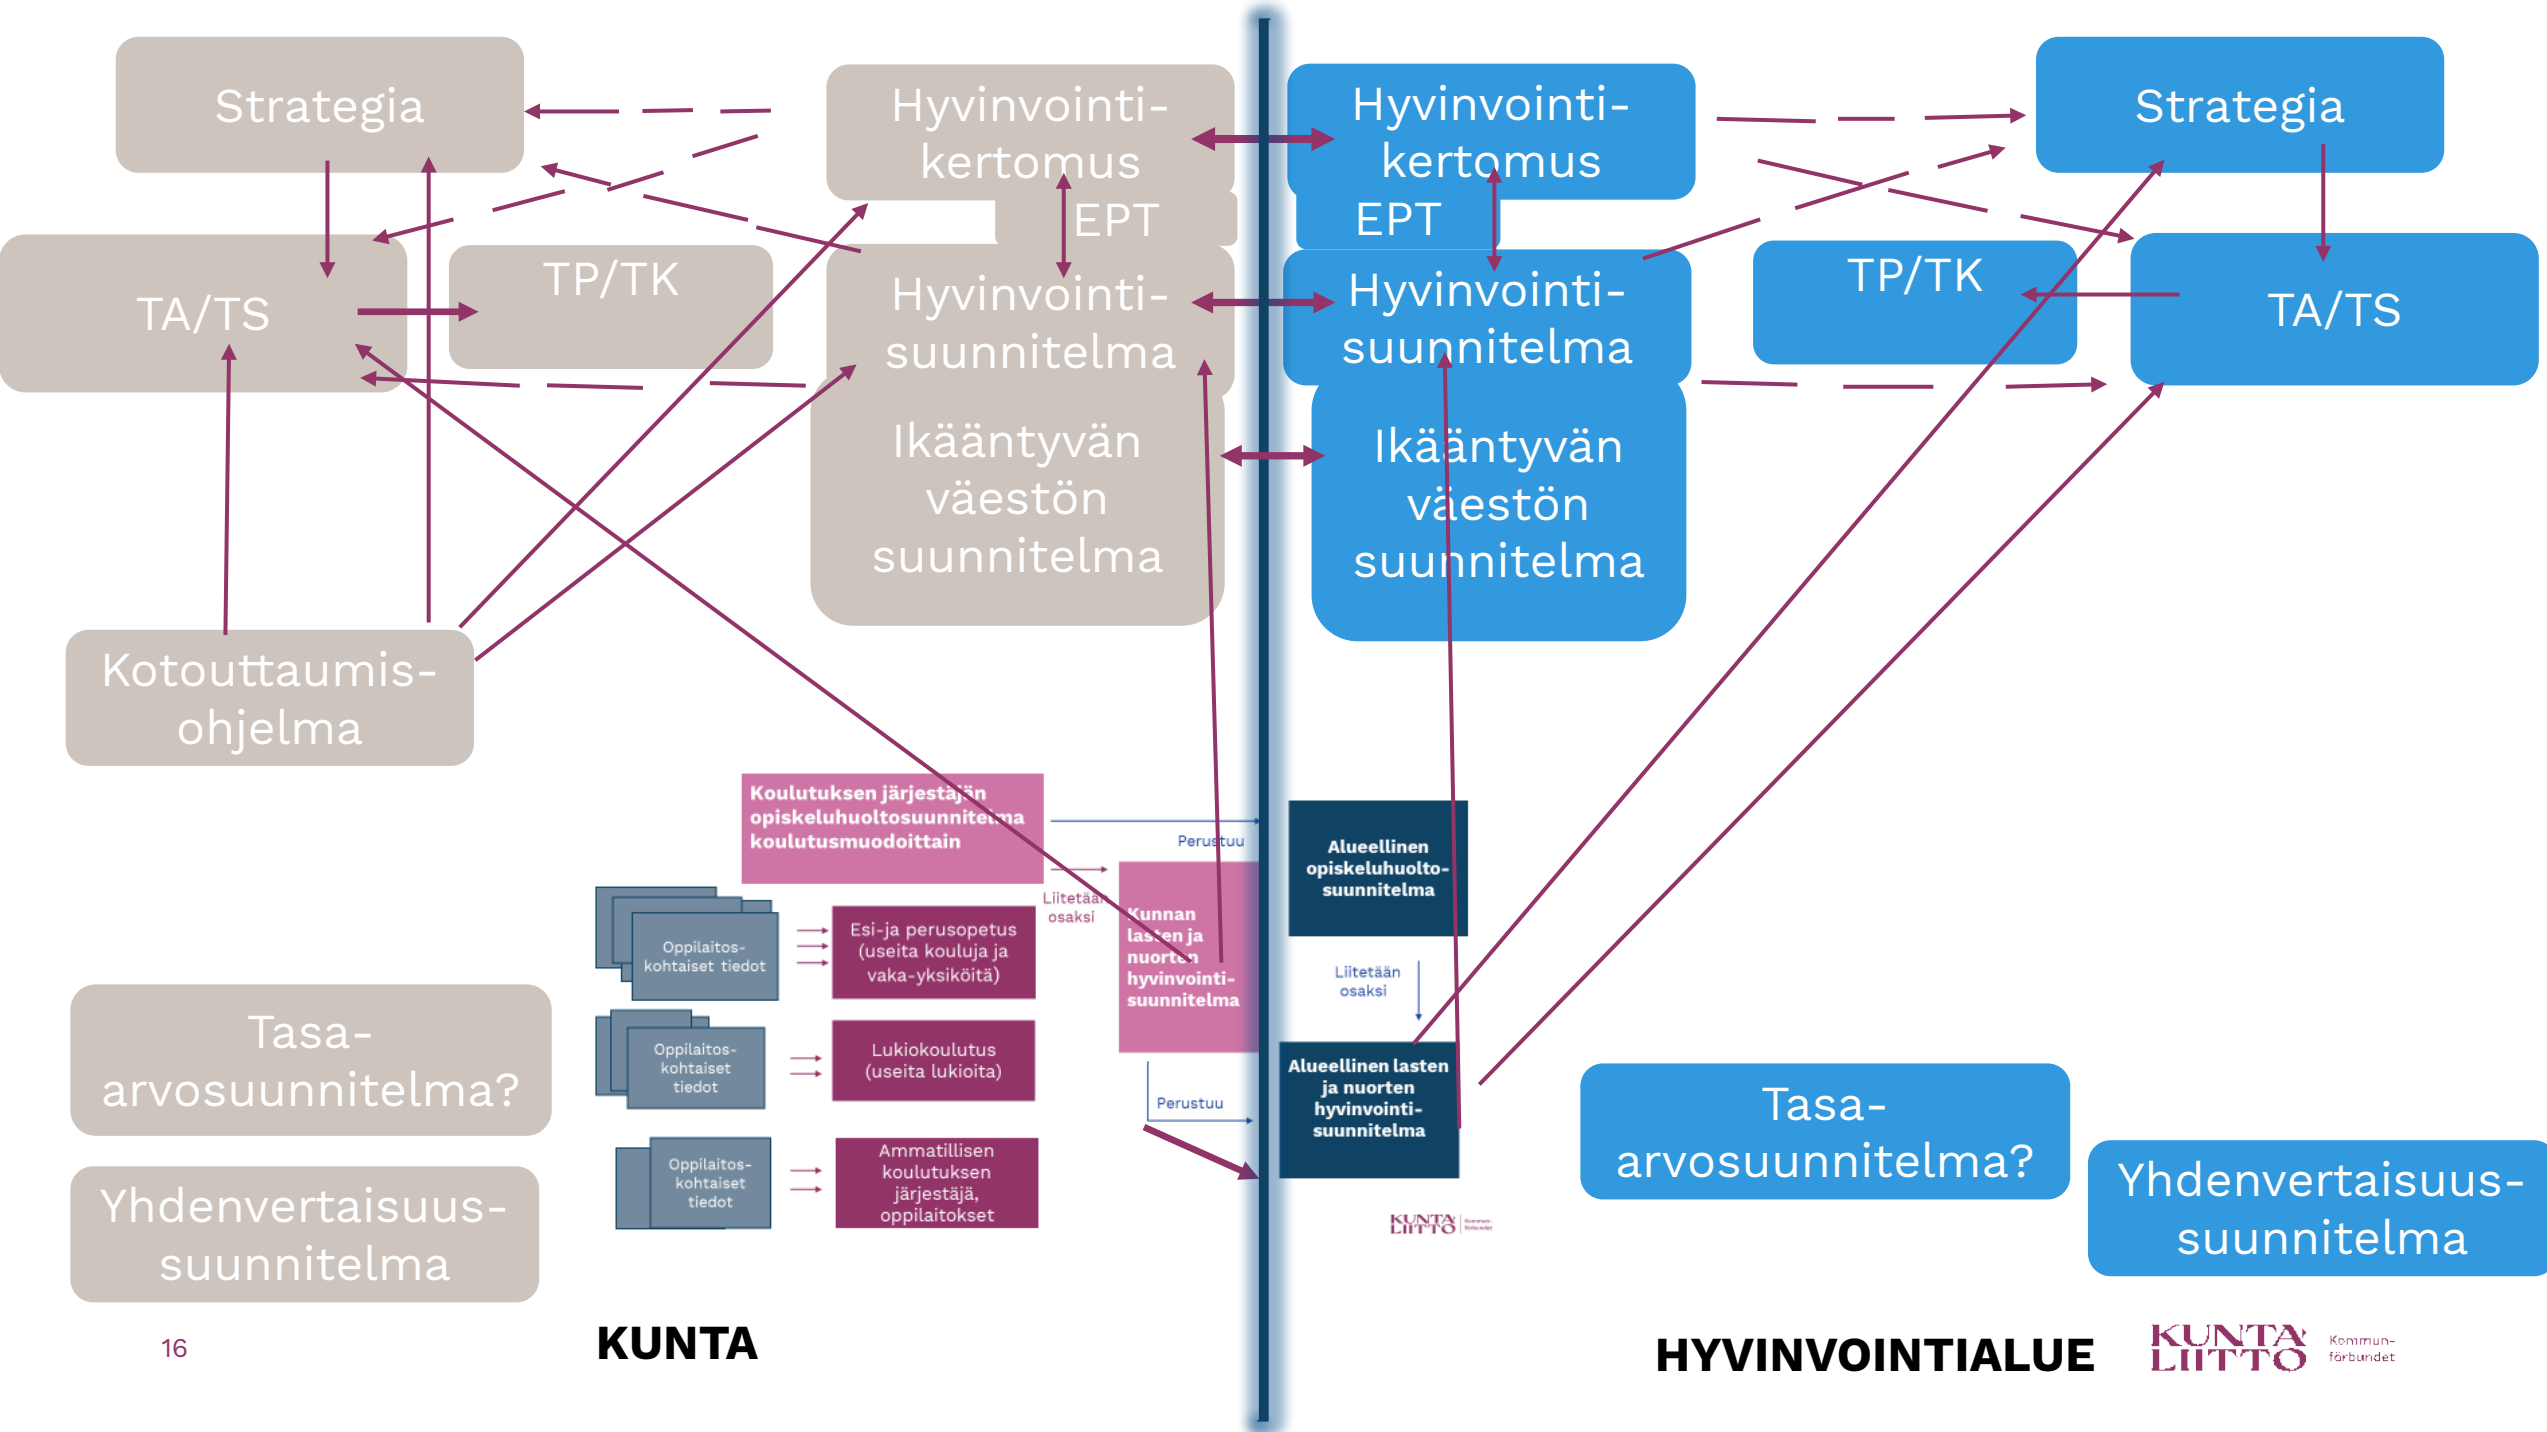 Strategia
TA/TS
TP/TK
Hyvinvointi-
kertomus
EPT
Hyvinvointi-
suunnitelma
Ikääntyvän
väestön
suunnitelma
Kotouttaumis-
ohjelma
Hyvinvointi-
kertomus
EPT
Hyvinvointi-
suunnitelma
Ikääntyvän
väestön
suunnitelma
Strategia
TP/TK
TA/TS
Koulutuksen järjestäjän
opiskeluhuoltosuunnitelma
koulutusmuodoittain
Perustuu
Liitetään
osaksi
Kunnan
lasten ja
nuorten
hyvinvointi-
suunnitelma
Oppilaitos-
kohtaiset tiedot
Esi-ja perusopetus
(useita kouluja ja
vaka-yksiköitä)
Oppilaitos-
kohtaiset
tiedot
Lukiokoulutus
(useita lukioita)
Oppilaitos-
kohtaiset
tiedot
Ammatillisen
koulutuksen
järjestäjä,
oppilaitokset
Perustuu
Alueellinen
opiskeluhuolto-
suunnitelma
Liitetään
osaksi
Alueellinen lasten
ja nuorten
hyvinvointi-
suunnitelma
KUNTA
LIITTO
Kommun-
förbundet
Tasa-
arvosuunnitelma?
Yhdenvertaisuus-
suunnitelma
Tasa-
arvosuunnitelma?
Yhdenvertaisuus-
suunnitelma
16
KUNTA
HYVINVOINTIALUE
KUNTA
LIITTO
Kommun-
förbundet